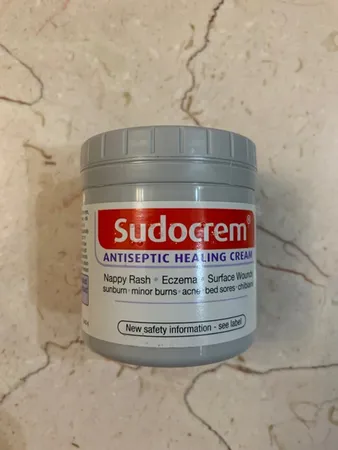 Sudocrem®
ANTISEPTIC HEALING CREAM
Nappy Rash • Eczema • Surface Wounds
sunburn • minor burns • acne • bed sores •
New safety information - see label